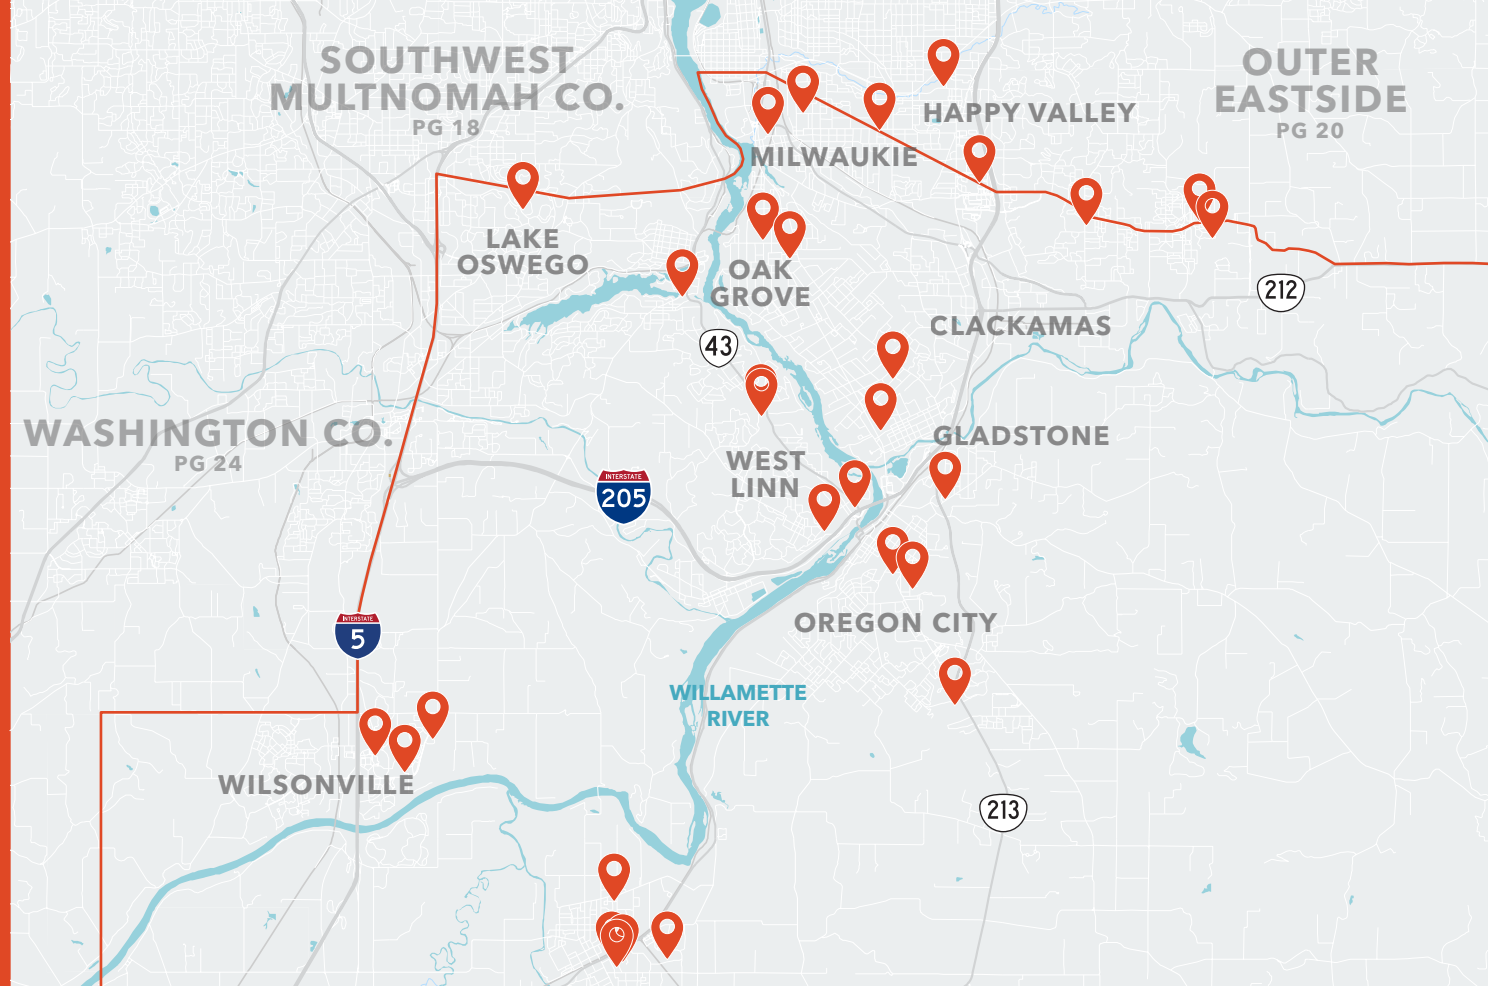 SOUTHWEST
MULTNOMAH CO.
PG 18
OUTER
EASTSIDE
PG 20
HAPPY VALLEY
MILWAUKIE
LAKE
OSWEGO
OAK
GROVE
212
CLACKAMAS
43
WASHINGTON CO.
PG 24
GLADSTONE
WEST
LINN
INTERSTATE
205
OREGON CITY
INTERSTATE
5
WILLAMETTE
RIVER
WILSONVILLE
213